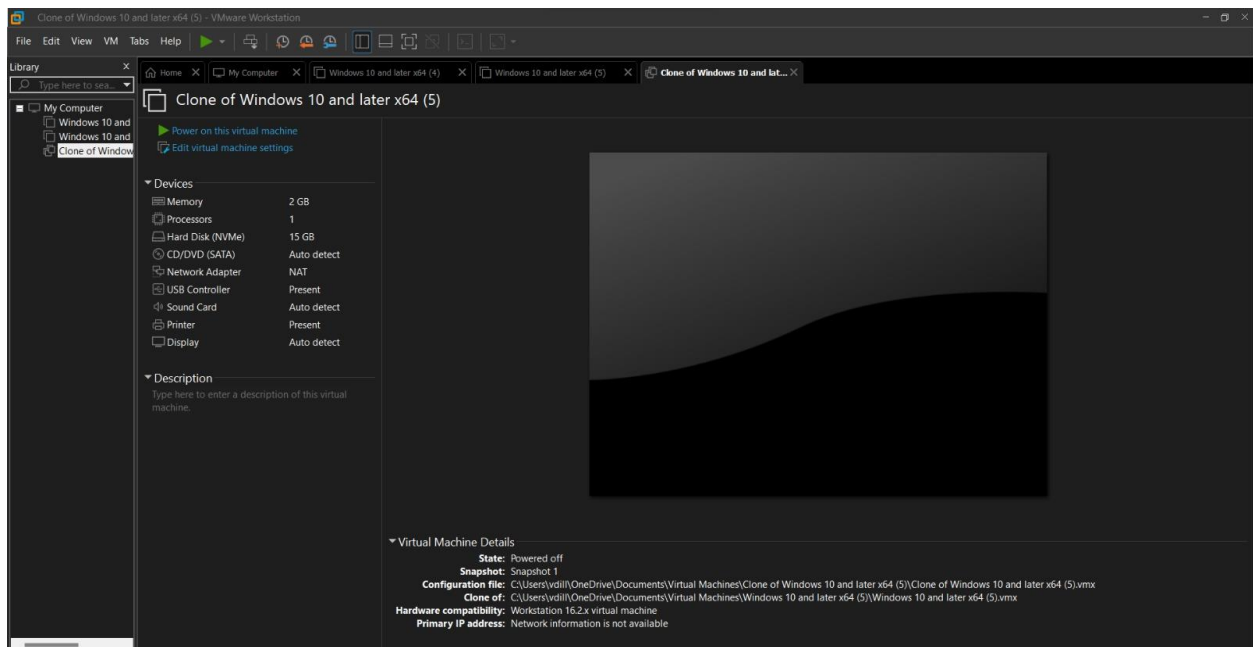 Clone of Windows 10 and later x64 (5) - VMware Workstation
File Edit View VM Tabs Help
Library
Type here to sea...
My Computer
Windows 10 and
Windows 10 and
Clone of Window
Home
My Computer
Windows 10 and later x64 (4)
Windows 10 and later x64 (5)
Clone of Windows 10 and lat...
Clone of Windows 10 and later x64 (5)
Power on this virtual machine
Edit virtual machine settings
Devices
Memory 2 GB
Processors 1
Hard Disk (NVMe) 15 GB
CD/DVD (SATA) Auto detect
Network Adapter NAT
USB Controller Present
Sound Card Auto detect
Printer Present
Display Auto detect
Description
Type here to enter a description of this virtual
machine.
Virtual Machine Details
State: Powered off
Snapshot: Snapshot 1
Configuration file: C:\Users\vdill\OneDrive\Documents\Virtual Machines\Clone of Windows 10 and later x64 (5)\Clone of Windows 10 and later x64 (5).vmx
Clone of: C:\Users\vdill\OneDrive\Documents\Virtual Machines\Windows 10 and later x64 (5)\Windows 10 and later x64 (5).vmx
Hardware compatibility: Workstation 16.2.x virtual machine
Primary IP address: Network information is not available